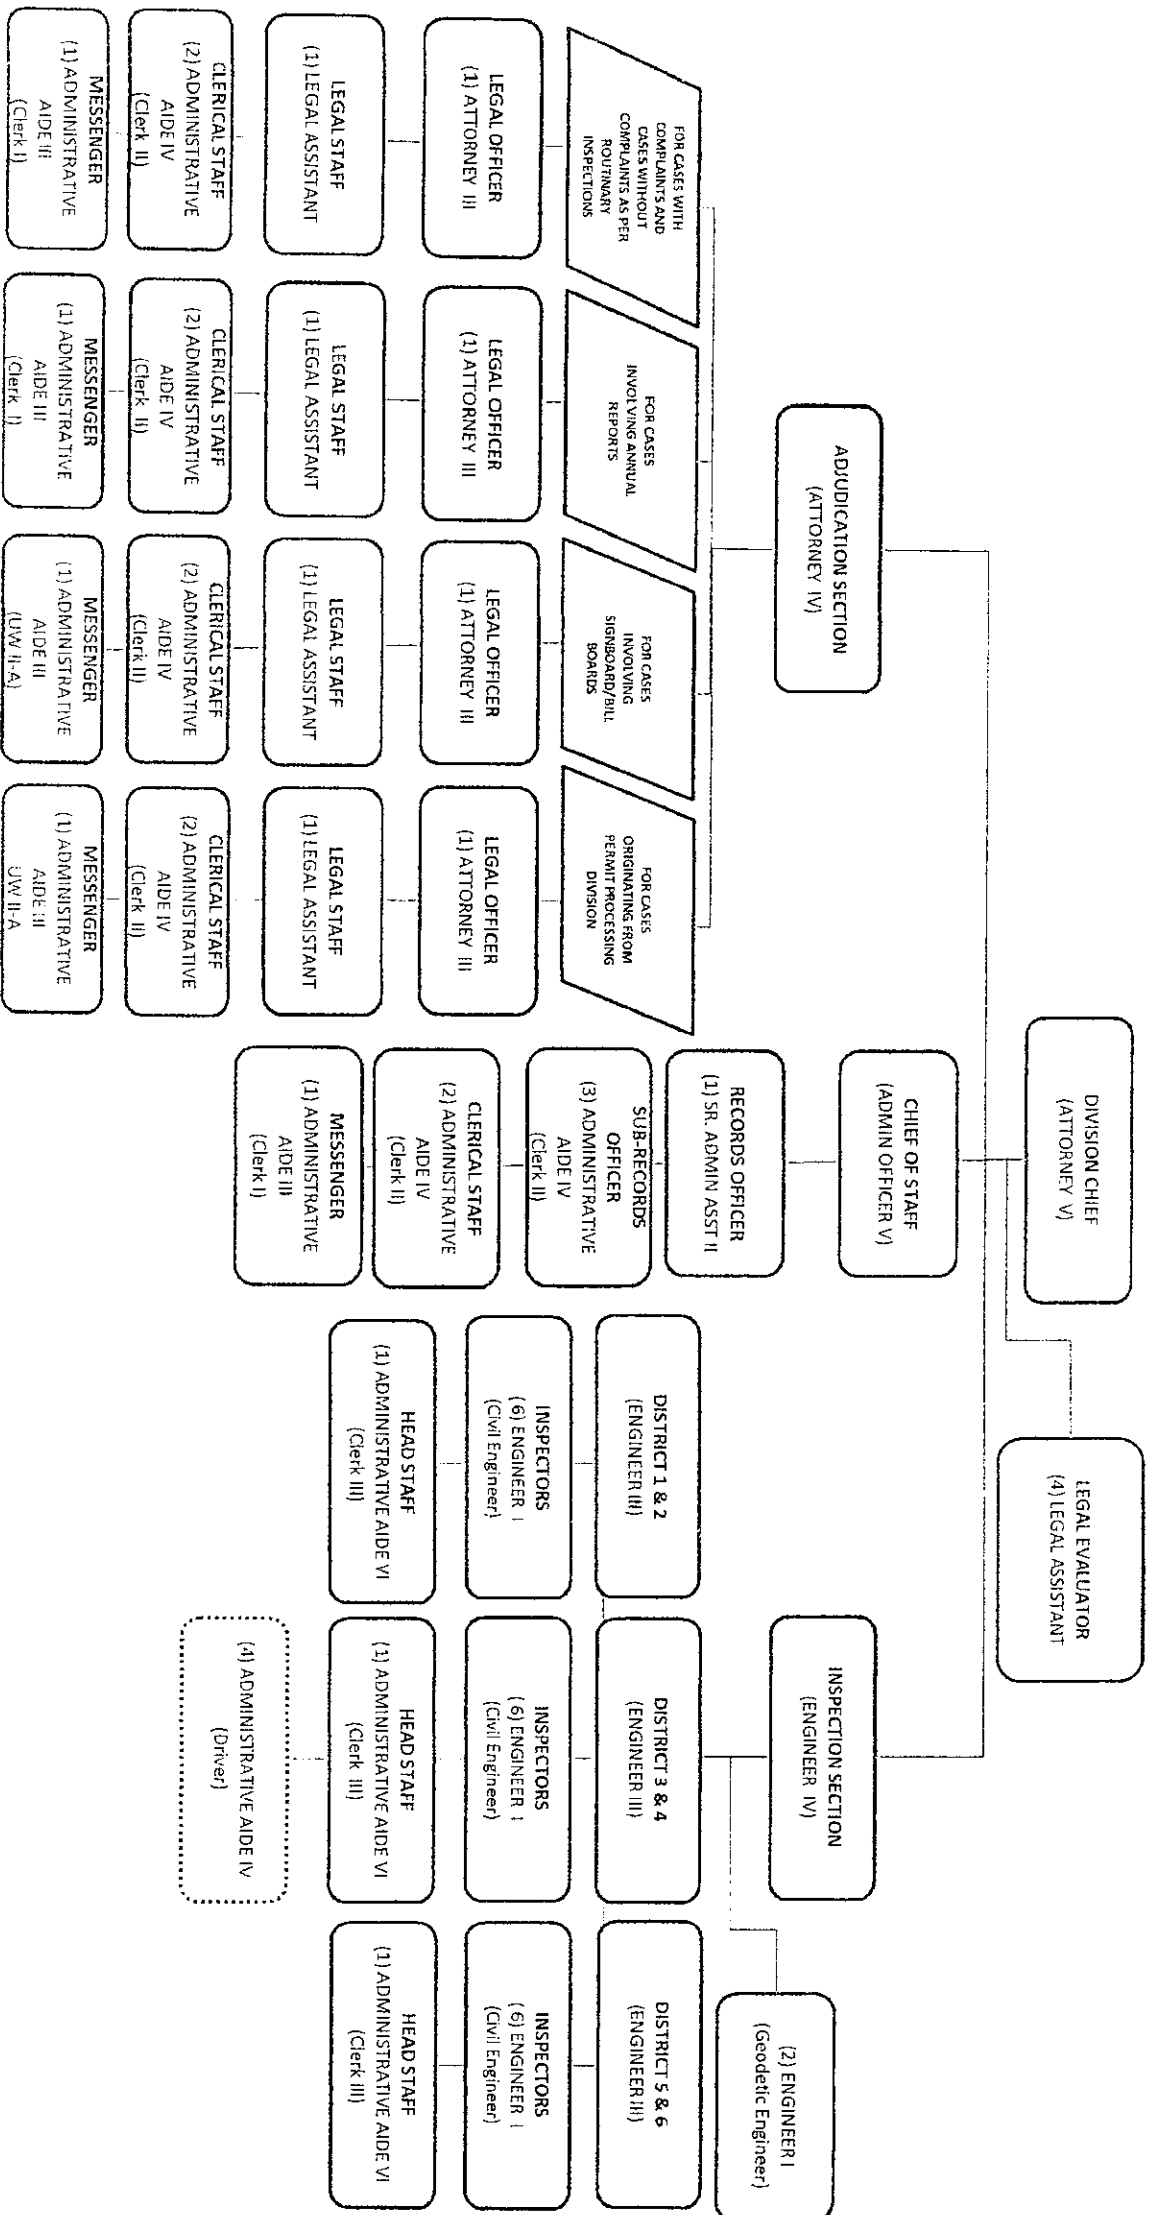 DIVISION CHIEF
(ATTORNEY V)
LEGAL EVALUATOR
(4) LEGAL ASSISTANT
ADJUDICATION SECTION
(ATTORNEY IV)
CHIEF OF STAFF
(ADMIN OFFICER V)
INSPECTION SECTION
(ENGINEER IV)
(2) ENGINEER I
(Geodetic Engineer)
FOR CASES WITH
COMPLAINTS AND
CASES WITHOUT
COMPLAINTS AS PER
ROUTINARY
INSPECTIONS
FOR CASES
INVOLVING ANNUAL
REPORTS
FOR CASES
INVOLVING
SIGNBOARD/BILL
BOARDS
FOR CASES
ORIGINATING FROM
PERMIT PROCESSING
DIVISION
LEGAL OFFICER
(1) ATTORNEY III
LEGAL OFFICER
(1) ATTORNEY III
LEGAL OFFICER
(1) ATTORNEY III
LEGAL OFFICER
(1) ATTORNEY III
LEGAL STAFF
(1) LEGAL ASSISTANT
LEGAL STAFF
(1) LEGAL ASSISTANT
LEGAL STAFF
(1) LEGAL ASSISTANT
LEGAL STAFF
(1) LEGAL ASSISTANT
CLERICAL STAFF
(2) ADMINISTRATIVE
AIDE IV
(Clerk II)
CLERICAL STAFF
(2) ADMINISTRATIVE
AIDE IV
(Clerk II)
CLERICAL STAFF
(2) ADMINISTRATIVE
AIDE IV
(Clerk II)
CLERICAL STAFF
(2) ADMINISTRATIVE
AIDE IV
(Clerk II)
MESSENGER
(1) ADMINISTRATIVE
AIDE III
(Clerk I)
MESSENGER
(1) ADMINISTRATIVE
AIDE III
(Clerk I)
MESSENGER
(1) ADMINISTRATIVE
AIDE III
(UW II-A)
MESSENGER
(1) ADMINISTRATIVE
AIDE III
UW II-A
RECORDS OFFICER
(1) SR. ADMIN ASST II
SUB-RECORDS
OFFICER
(3) ADMINISTRATIVE
AIDE IV
(Clerk II)
CLERICAL STAFF
(2) ADMINISTRATIVE
AIDE IV
(Clerk II)
MESSENGER
(1) ADMINISTRATIVE
AIDE III
(Clerk I)
DISTRICT 1 & 2
(ENGINEER III)
DISTRICT 3 & 4
(ENGINEER III)
DISTRICT 5 & 6
(ENGINEER III)
INSPECTORS
(6) ENGINEER I
(Civil Engineer)
INSPECTORS
(6) ENGINEER I
(Civil Engineer)
INSPECTORS
(6) ENGINEER I
(Civil Engineer)
HEAD STAFF
(1) ADMINISTRATIVE AIDE VI
(Clerk III)
HEAD STAFF
(1) ADMINISTRATIVE AIDE VI
(Clerk III)
HEAD STAFF
(1) ADMINISTRATIVE AIDE VI
(Clerk III)
(4) ADMINISTRATIVE AIDE IV
(Driver)